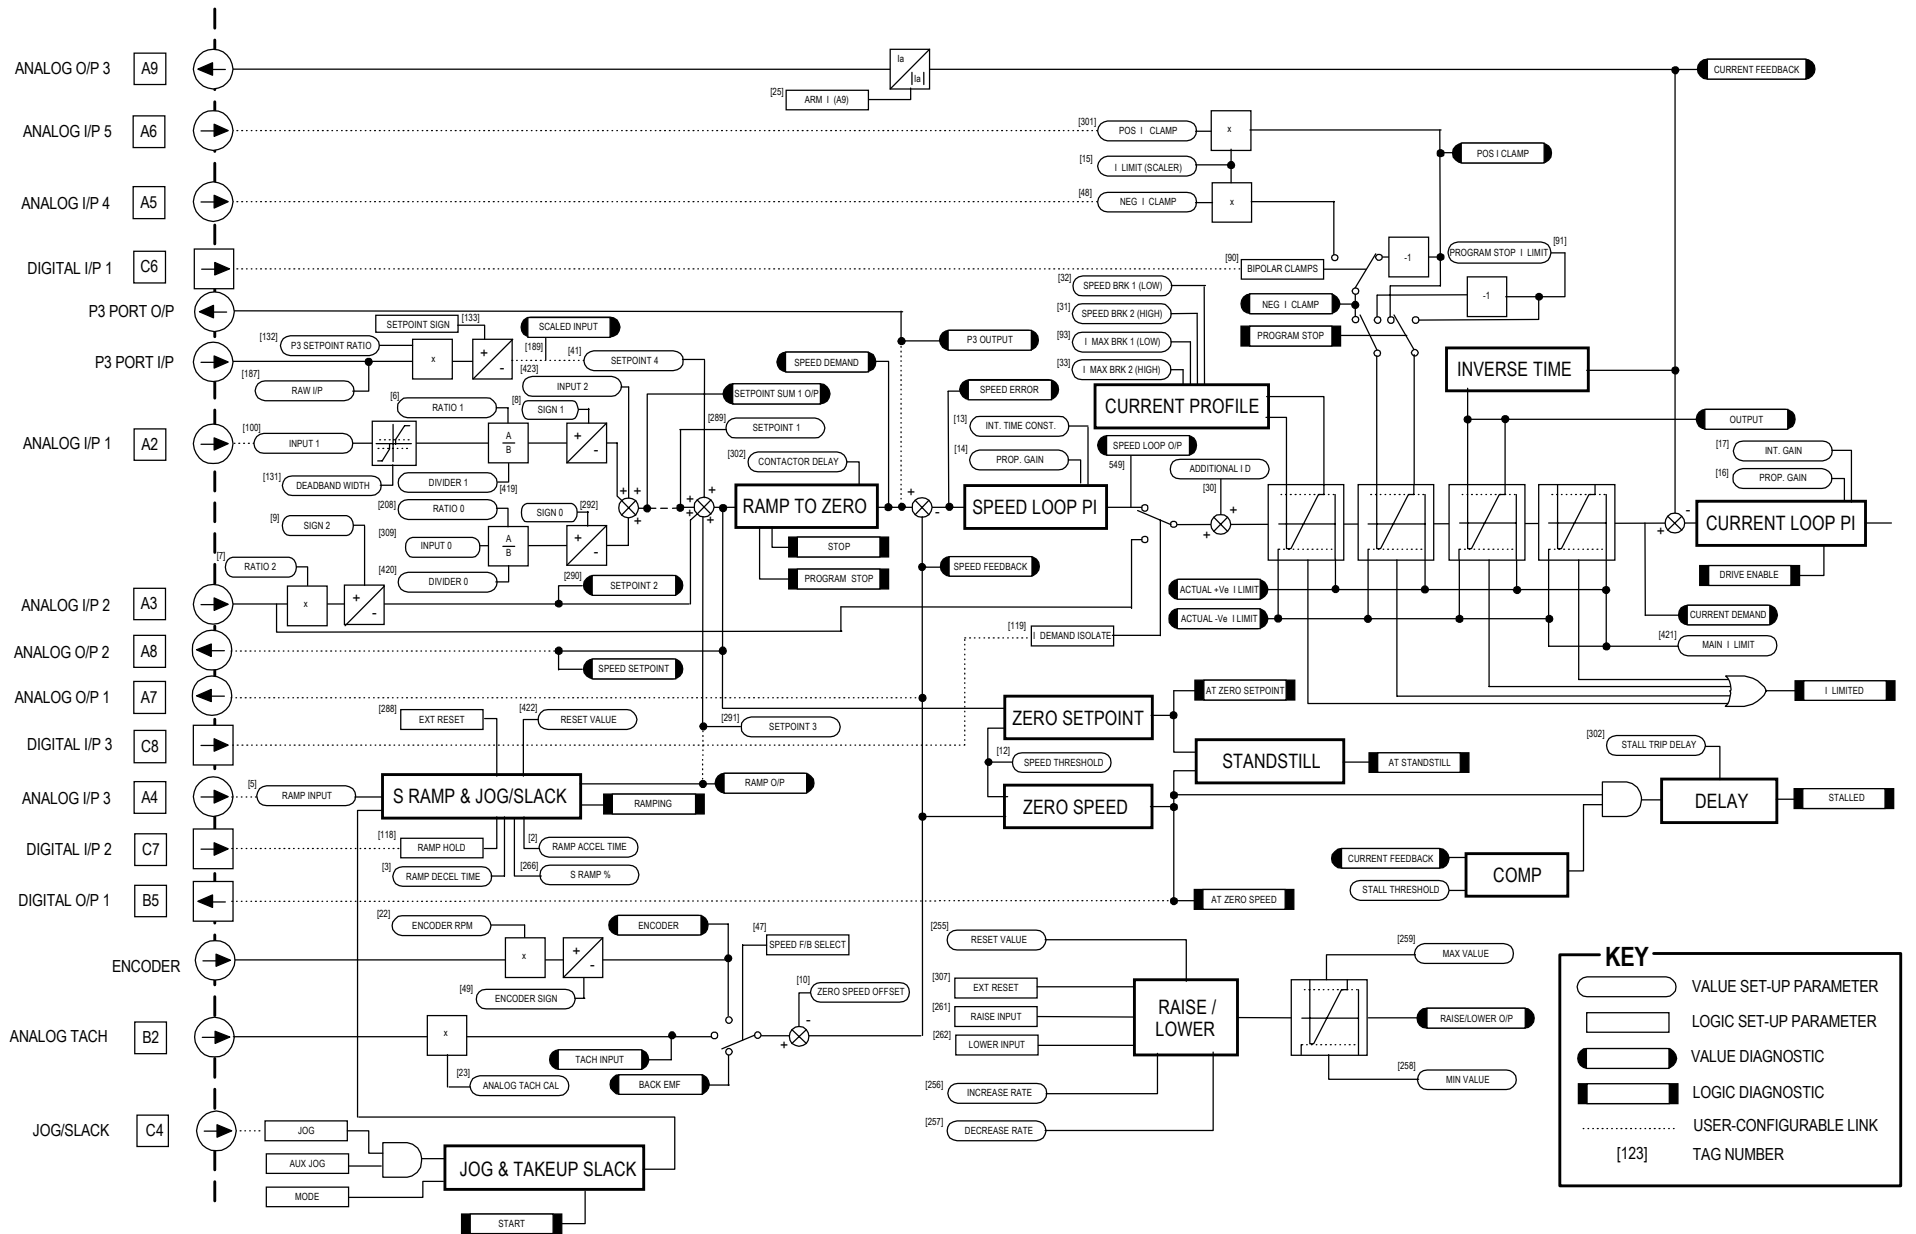 ANALOG O/P 3
A9
Ia
|Ia|
CURRENT FEEDBACK
[25]
ARM I (A9)
ANALOG I/P 5
A6
[301]
POS I CLAMP
x
POS I CLAMP
[15]
I LIMIT (SCALER)
ANALOG I/P 4
A5
[48]
NEG I CLAMP
x
DIGITAL I/P 1
C6
[90]
BIPOLAR CLAMPS
-1
PROGRAM STOP I LIMIT
[91]
-1
[32]
SPEED BRK 1 (LOW)
NEG I CLAMP
P3 PORT O/P
[31]
SPEED BRK 2 (HIGH)
PROGRAM STOP
SETPOINT SIGN
[133]
SCALED INPUT
[132]
P3 SETPOINT RATIO
x
+
-
[189]
[41]
SETPOINT 4
P3 OUTPUT
[93]
I MAX BRK 1 (LOW)
P3 PORT I/P
[187]
RAW I/P
[423]
INPUT 2
SPEED DEMAND
[33]
I MAX BRK 2 (HIGH)
INVERSE TIME
[6]
RATIO 1
[8]
SIGN 1
SETPOINT SUM 1 O/P
SPEED ERROR
CURRENT PROFILE
OUTPUT
ANALOG I/P 1
A2
[100]
INPUT 1
A
B
+
-
[289]
SETPOINT 1
[13]
INT. TIME CONST.
SPEED LOOP O/P
549
[17]
INT. GAIN
[131]
DEADBAND WIDTH
DIVIDER 1
[419]
[302]
CONTACTOR DELAY
[14]
PROP. GAIN
ADDITIONAL I D
[30]
[16]
PROP. GAIN
[9]
SIGN 2
[208]
RATIO 0
SIGN 0
[292]
+
+
+
+
+
+
+
+
RAMP TO ZERO
+
-
SPEED LOOP PI
+
+
+
-
CURRENT LOOP PI
[309]
INPUT 0
A
B
+
-
STOP
[7]
RATIO 2
[420]
DIVIDER 0
[290]
SETPOINT 2
PROGRAM STOP
SPEED FEEDBACK
DRIVE ENABLE
ANALOG I/P 2
A3
x
+
-
ACTUAL +Ve I LIMIT
ACTUAL -Ve I LIMIT
CURRENT DEMAND
[119]
I DEMAND ISOLATE
[421]
MAIN I LIMIT
ANALOG O/P 2
A8
SPEED SETPOINT
ANALOG O/P 1
A7
AT ZERO SETPOINT
I LIMITED
[288]
EXT RESET
[422]
RESET VALUE
[291]
SETPOINT 3
ZERO SETPOINT
DIGITAL I/P 3
C8
[12]
SPEED THRESHOLD
STANDSTILL
AT STANDSTILL
[302]
STALL TRIP DELAY
ANALOG I/P 3
A4
[5]
RAMP INPUT
S RAMP & JOG/SLACK
RAMP O/P
RAMPING
ZERO SPEED
DELAY
STALLED
DIGITAL I/P 2
C7
[118]
RAMP HOLD
[2]
RAMP ACCEL TIME
[3]
RAMP DECEL TIME
[266]
S RAMP %
CURRENT FEEDBACK
COMP
STALL THRESHOLD
DIGITAL O/P 1
B5
AT ZERO SPEED
[22]
ENCODER RPM
ENCODER
[47]
SPEED F/B SELECT
[255]
RESET VALUE
[259]
MAX VALUE
ENCODER
x
+
-
[49]
ENCODER SIGN
[10]
ZERO SPEED OFFSET
[307]
EXT RESET
[261]
RAISE INPUT
RAISE /
LOWER
RAISE/LOWER O/P
ANALOG TACH
B2
x
-
+
[262]
LOWER INPUT
TACH INPUT
[23]
ANALOG TACH CAL
BACK EMF
[256]
INCREASE RATE
[258]
MIN VALUE
[257]
DECREASE RATE
JOG/SLACK
C4
JOG
AUX JOG
MODE
JOG & TAKEUP SLACK
START
KEY
VALUE SET-UP PARAMETER
LOGIC SET-UP PARAMETER
VALUE DIAGNOSTIC
LOGIC DIAGNOSTIC
USER-CONFIGURABLE LINK
[123]
TAG NUMBER